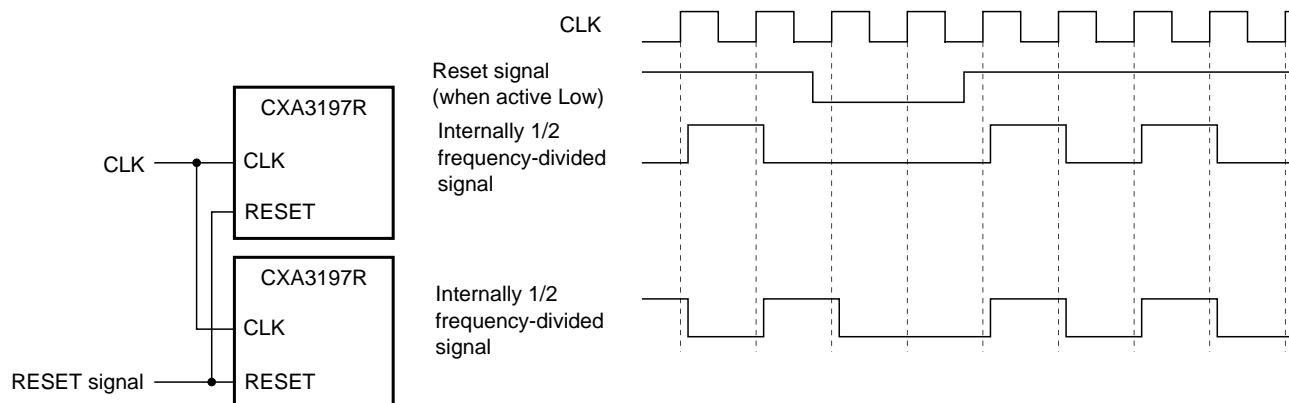 CLK
Reset signal
(when active Low)
CXA3197R
Internally 1/2
frequency-divided
signal
CLK
CLK
RESET
CXA3197R
Internally 1/2
frequency-divided
signal
CLK
RESET signal
RESET